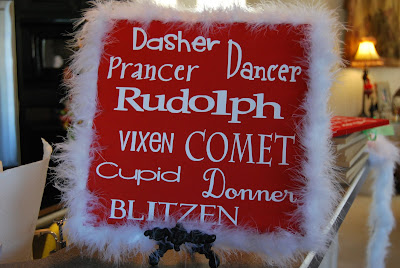 Dasher
Prancer Dancer
Rudolph
VIXEN COMET
Cupid Donner
BLITZEN